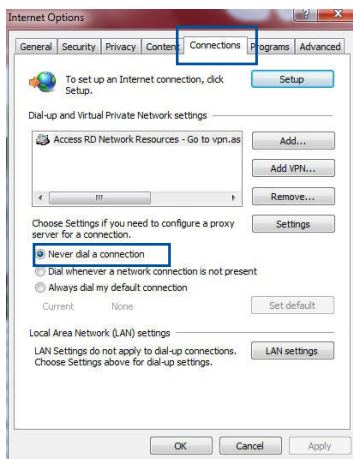 Internet Options
General Security Privacy Content Connections Programs Advanced
To set up an Internet connection, click
Setup.
Setup
Dial-up and Virtual Private Network settings
Access RD Network Resources - Go to vpn.as
Add...
Add VPN...
Remove...
Choose Settings if you need to configure a proxy
server for a connection.
Settings
Never dial a connection
Dial whenever a network connection is not present
Always dial my default connection
Current None
Set default
Local Area Network (LAN) settings
LAN Settings do not apply to dial-up connections.
Choose Settings above for dial-up settings.
LAN settings
OK Cancel Apply